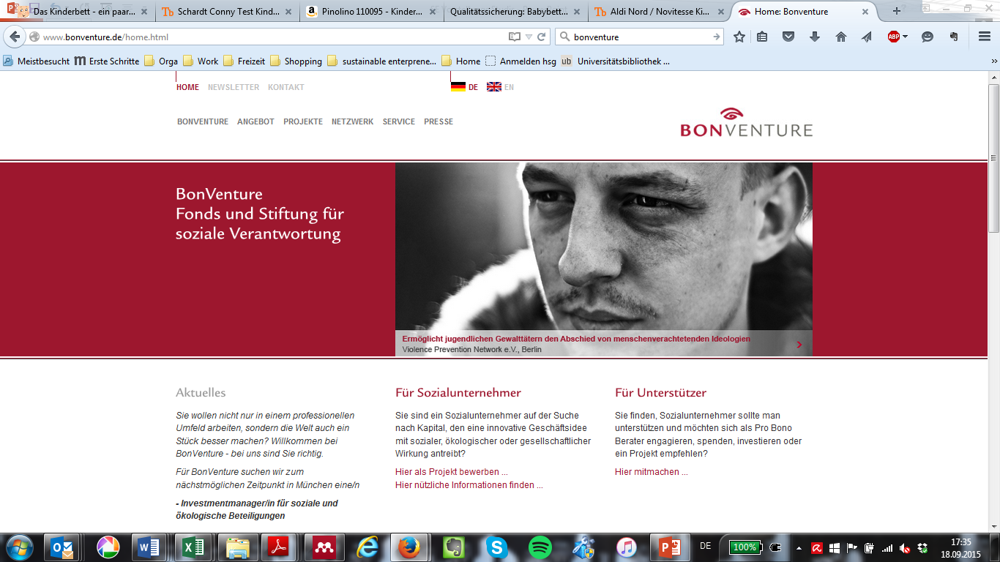 Das Kinderbett - ein paar...
Schardt Conny Test Kind...
Pinolino 110095 - Kinder...
Qualitätssicherung: Babybett...
Aldi Nord / Novitesse Ki...
Home: Bonventure
www.bonventure.de/home.html
bonventure
ABP
Meistbesucht
Erste Schritte
Orga
Work
Freizeit
Shopping
sustainable enterprene...
Home
Anmelden hsg
ub Universitätsbibliothek ...
HOME NEWSLETTER KONTAKT
DE EN
BONVENTURE ANGEBOT PROJEKTE NETZWERK SERVICE PRESSE
BONVENTURE
BonVenture
Fonds und Stiftung für
soziale Verantwortung
Ermöglicht jugendlichen Gewalttätern den Abschied von menschenverachtetenden Ideologien
Violence Prevention Network e.V., Berlin
Aktuelles
Sie wollen nicht nur in einem professionellen
Umfeld arbeiten, sondern die Welt auch ein
Stück besser machen? Willkommen bei
BonVenture - bei uns sind Sie richtig.
Für BonVenture suchen wir zum
nächstmöglichen Zeitpunkt in München eine/n
- Investmentmanager/in für soziale und
ökologische Beteiligungen
Für Sozialunternehmer
Sie sind ein Sozialunternehmer auf der Suche
nach Kapital, den eine innovative Geschäftsidee
mit sozialer, ökologischer oder gesellschaftlicher
Wirkung antreibt?
Hier als Projekt bewerben ...
Hier nützliche Informationen finden ...
Für Unterstützer
Sie finden, Sozialunternehmer sollte man
unterstützen und möchten sich als Pro Bono
Berater engagieren, spenden, investieren oder
ein Projekt empfehlen?
Hier mitmachen ...
DE
100%
17:35
18.09.2015